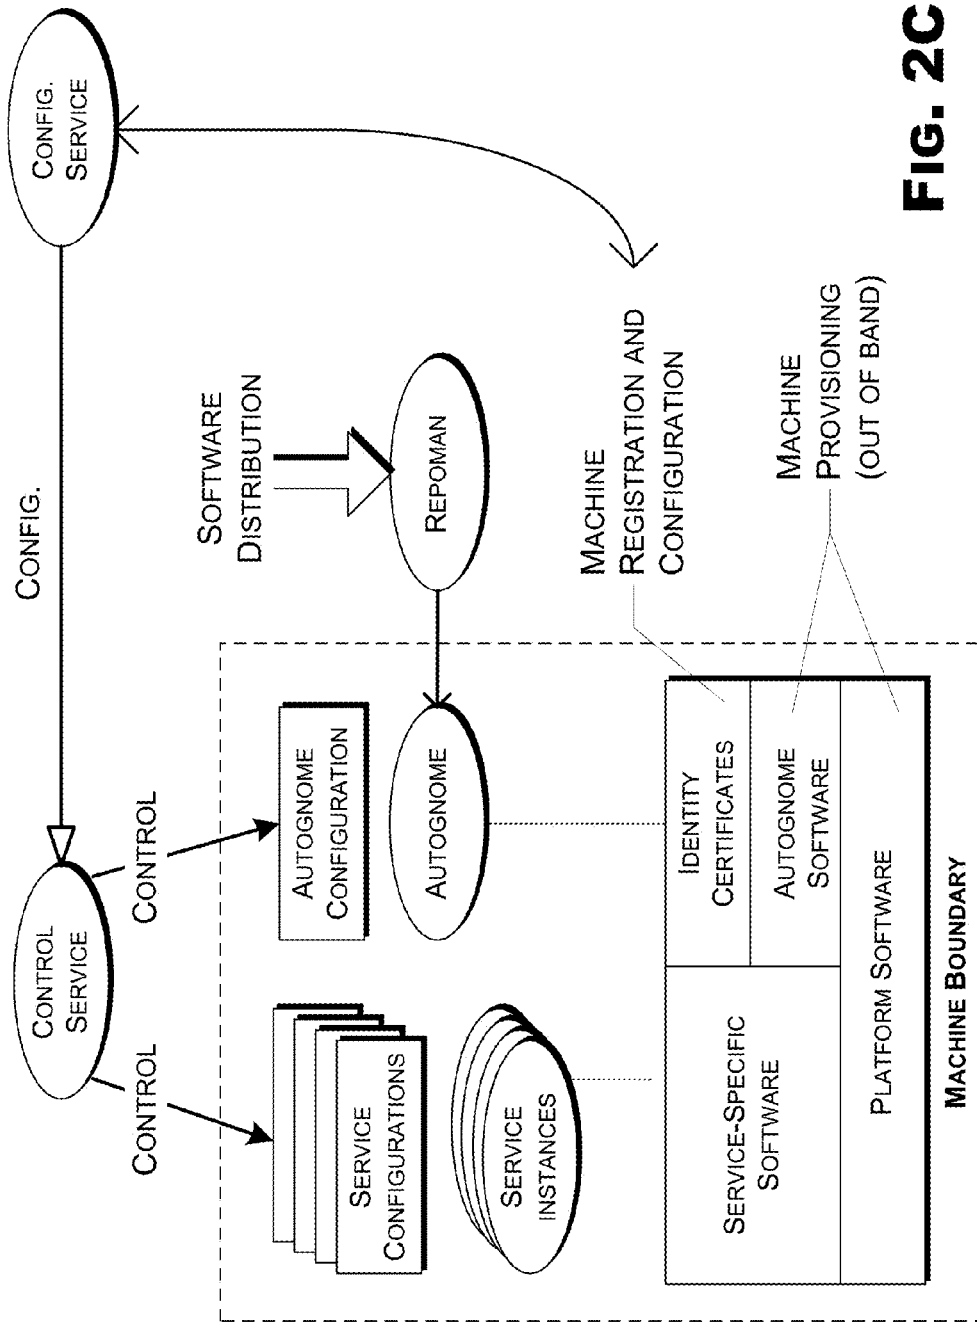 CONFIG.
CONTROL
SERVICE
CONFIG.
SERVICE
CONTROL
CONTROL
SERVICE
CONFIGURATIONS
AUTOGNOME
CONFIGURATION
SOFTWARE
DISTRIBUTION
SERVICE
INSTANCES
AUTOGNOME
REPOMAN
MACHINE
REGISTRATION AND
CONFIGURATION
SERVICE-SPECIFIC
SOFTWARE
IDENTITY
CERTIFICATES
AUTOGNOME
SOFTWARE
MACHINE
PROVISIONING
(OUT OF BAND)
PLATFORM SOFTWARE
MACHINE BOUNDARY
FIG. 2C